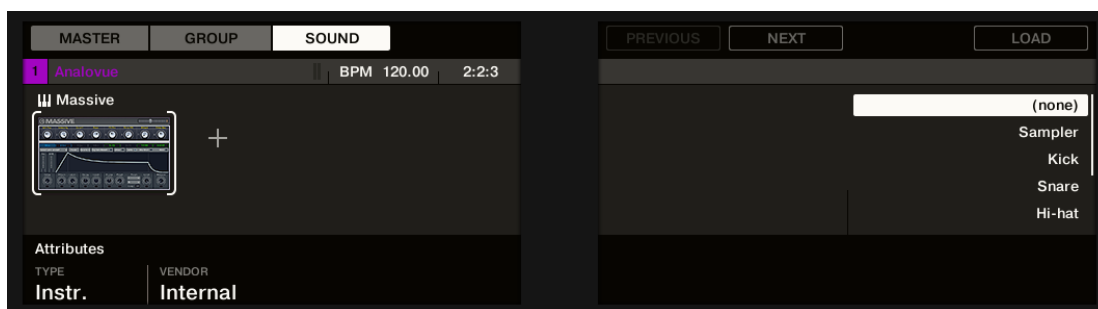 MASTER GROUP SOUND
PREVIOUS NEXT LOAD
1 Analovue BPM 120.00 2:2:3
Massive
MASSIVE
(none)
Sampler
Kick
Snare
Hi-hat
Attributes
TYPE VENDOR
Instr. Internal